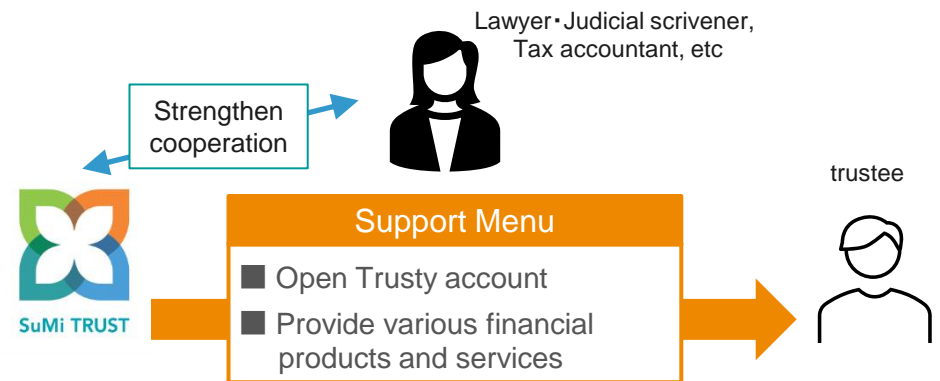 Lawyer・Judicial scrivener,
Tax accountant, etc
Strengthen
cooperation
trustee
Support Menu
■ Open Trusty account
■ Provide various financial
products and services
SuMi TRUST